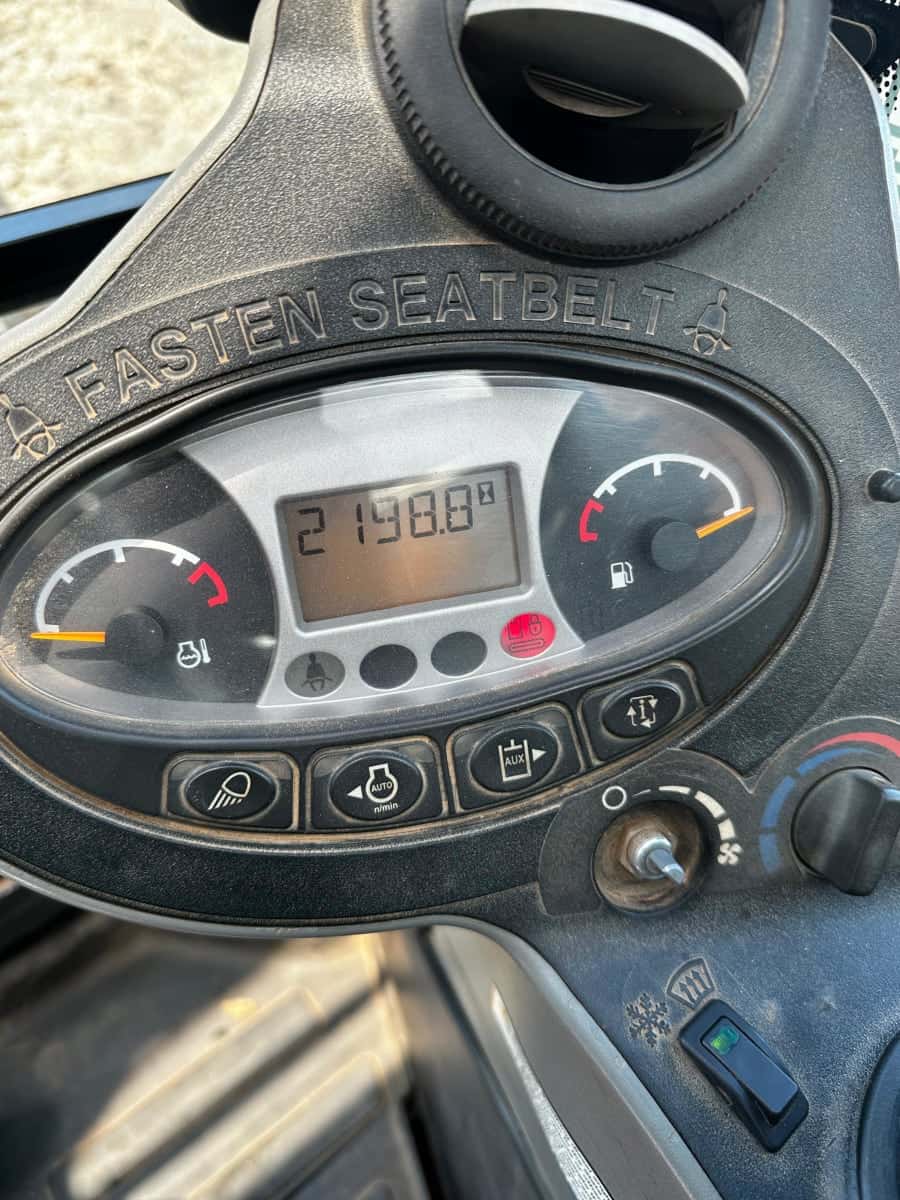 FASTEN SEATBELT
2198.8
AUTO
n/min
AUX
i